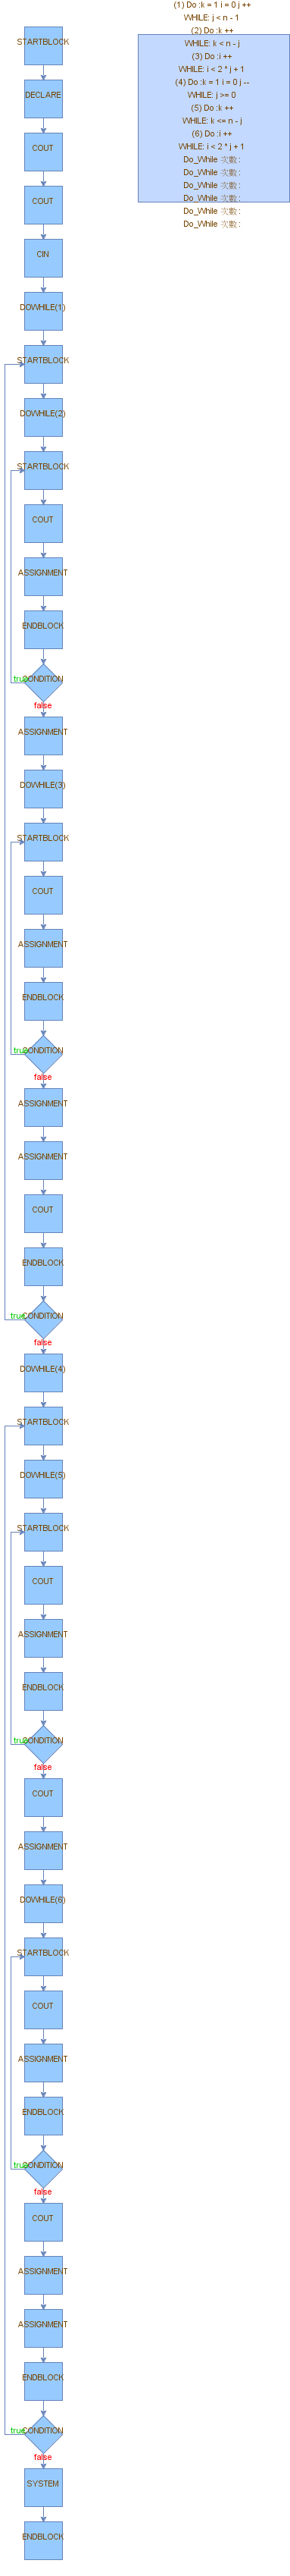 (1) Do :k = 1 i = 0 j ++
WHILE: j < n - 1
(2) Do :k ++
WHILE: k < n - j
(3) Do :i ++
WHILE: i < 2 * j + 1
(4) Do :k = 1 i = 0 j --
WHILE: j >= 0
(5) Do :k ++
WHILE: k <= n - j
(6) Do :i ++
WHILE: i < 2 * j + 1
Do_While 次數 :
Do_While 次數 :
Do_While 次數 :
Do_While 次數 :
Do_While 次數 :
Do_While 次數 :
STARTBLOCK
DECLARE
COUT
COUT
CIN
DOWHILE(1)
STARTBLOCK
DOWHILE(2)
STARTBLOCK
COUT
ASSIGNMENT
ENDBLOCK
true CONDITION
false
ASSIGNMENT
DOWHILE(3)
STARTBLOCK
COUT
ASSIGNMENT
ENDBLOCK
true CONDITION
false
ASSIGNMENT
ASSIGNMENT
COUT
ENDBLOCK
true CONDITION
false
DOWHILE(4)
STARTBLOCK
DOWHILE(5)
STARTBLOCK
COUT
ASSIGNMENT
ENDBLOCK
true CONDITION
false
COUT
ASSIGNMENT
DOWHILE(6)
STARTBLOCK
COUT
ASSIGNMENT
ENDBLOCK
true CONDITION
false
COUT
ASSIGNMENT
ASSIGNMENT
ENDBLOCK
true CONDITION
false
SYSTEM
ENDBLOCK